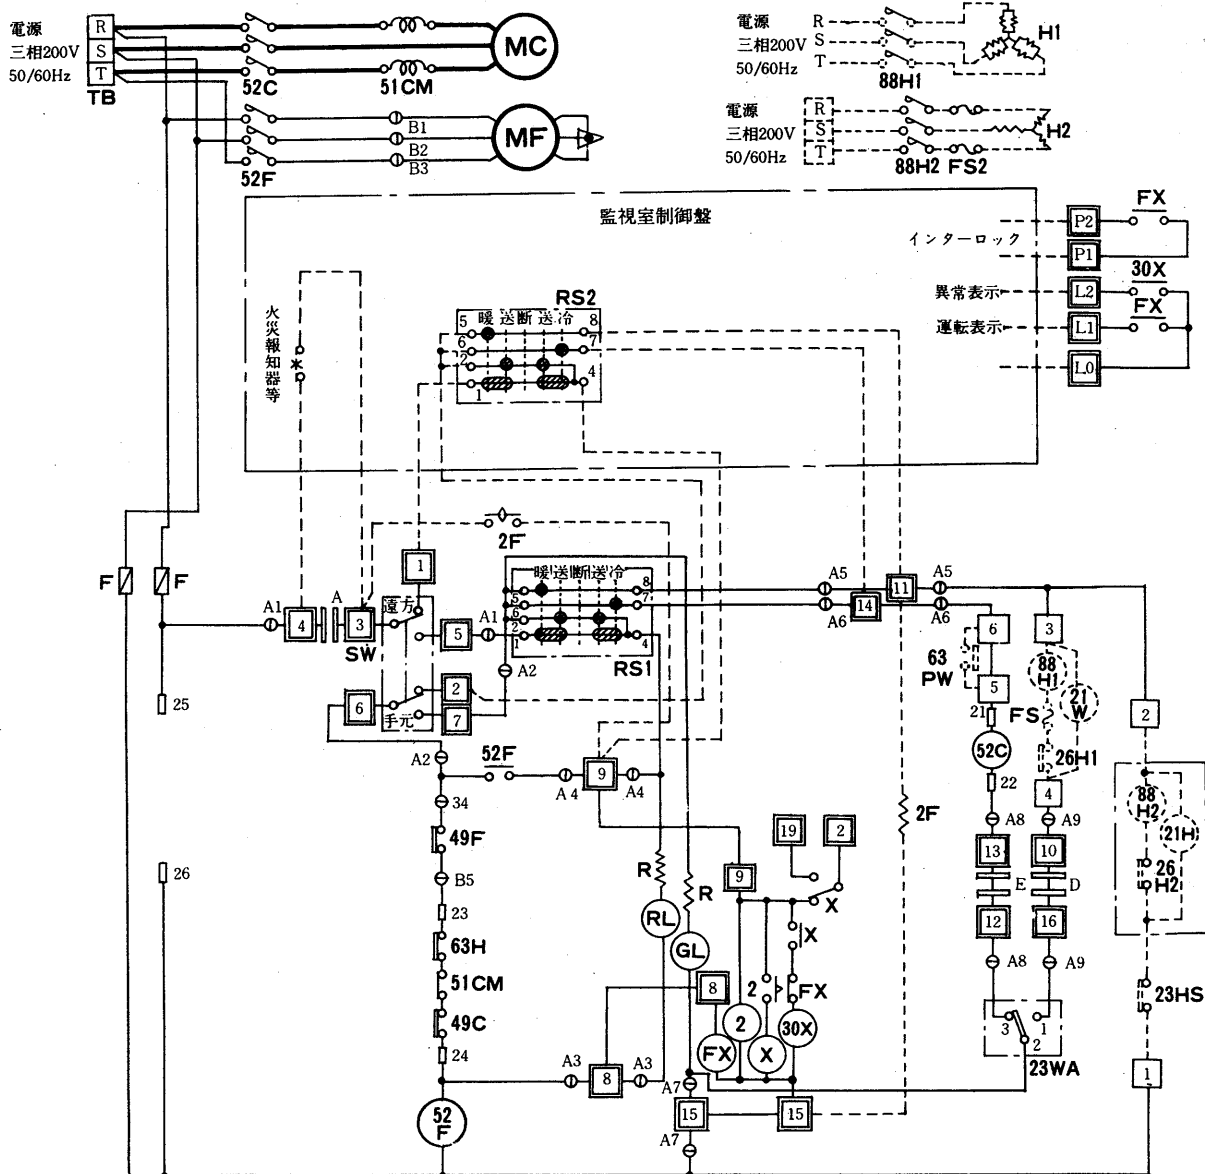 電源
三相200V
50/60Hz
R
S
T
TB
52C
51CM
MC
B1
B2
B3
52F
MF
電源
三相200V
50/60Hz
R
S
T
88H1
H1
電源
三相200V
50/60Hz
R
S
T
88H2
FS2
H2
監視室制御盤
インターロック
異常表示
運転表示
P2
P1
L2
L1
L0
FX
30X
FX
火災報知器等
RS2
暖送断送冷
5
6
2
1
8
7
4
2F
F
F
1
A1
4
A
3
SW
遠方
手元
5
A1
2
7
6
A2
暖送断送冷
5
6
2
1
8
7
4
RS1
A2
A5
A6
14
11
A5
A6
6
63
PW
5
21
52C
22
A8
13
E
12
A8
3
88
H1
FS
21
W
26H1
4
A9
10
D
16
A9
3
1
2
23WA
2
88
H2
21H
26
H2
23HS
1
25
26
52F
A4
9
A4
34
49F
B5
23
63H
51CM
49C
24
52
F
A3
8
A3
R
RL
R
GL
8
9
19
2
X
X
2
FX
2
FX
X
30X
2F
A7
15
A7
15